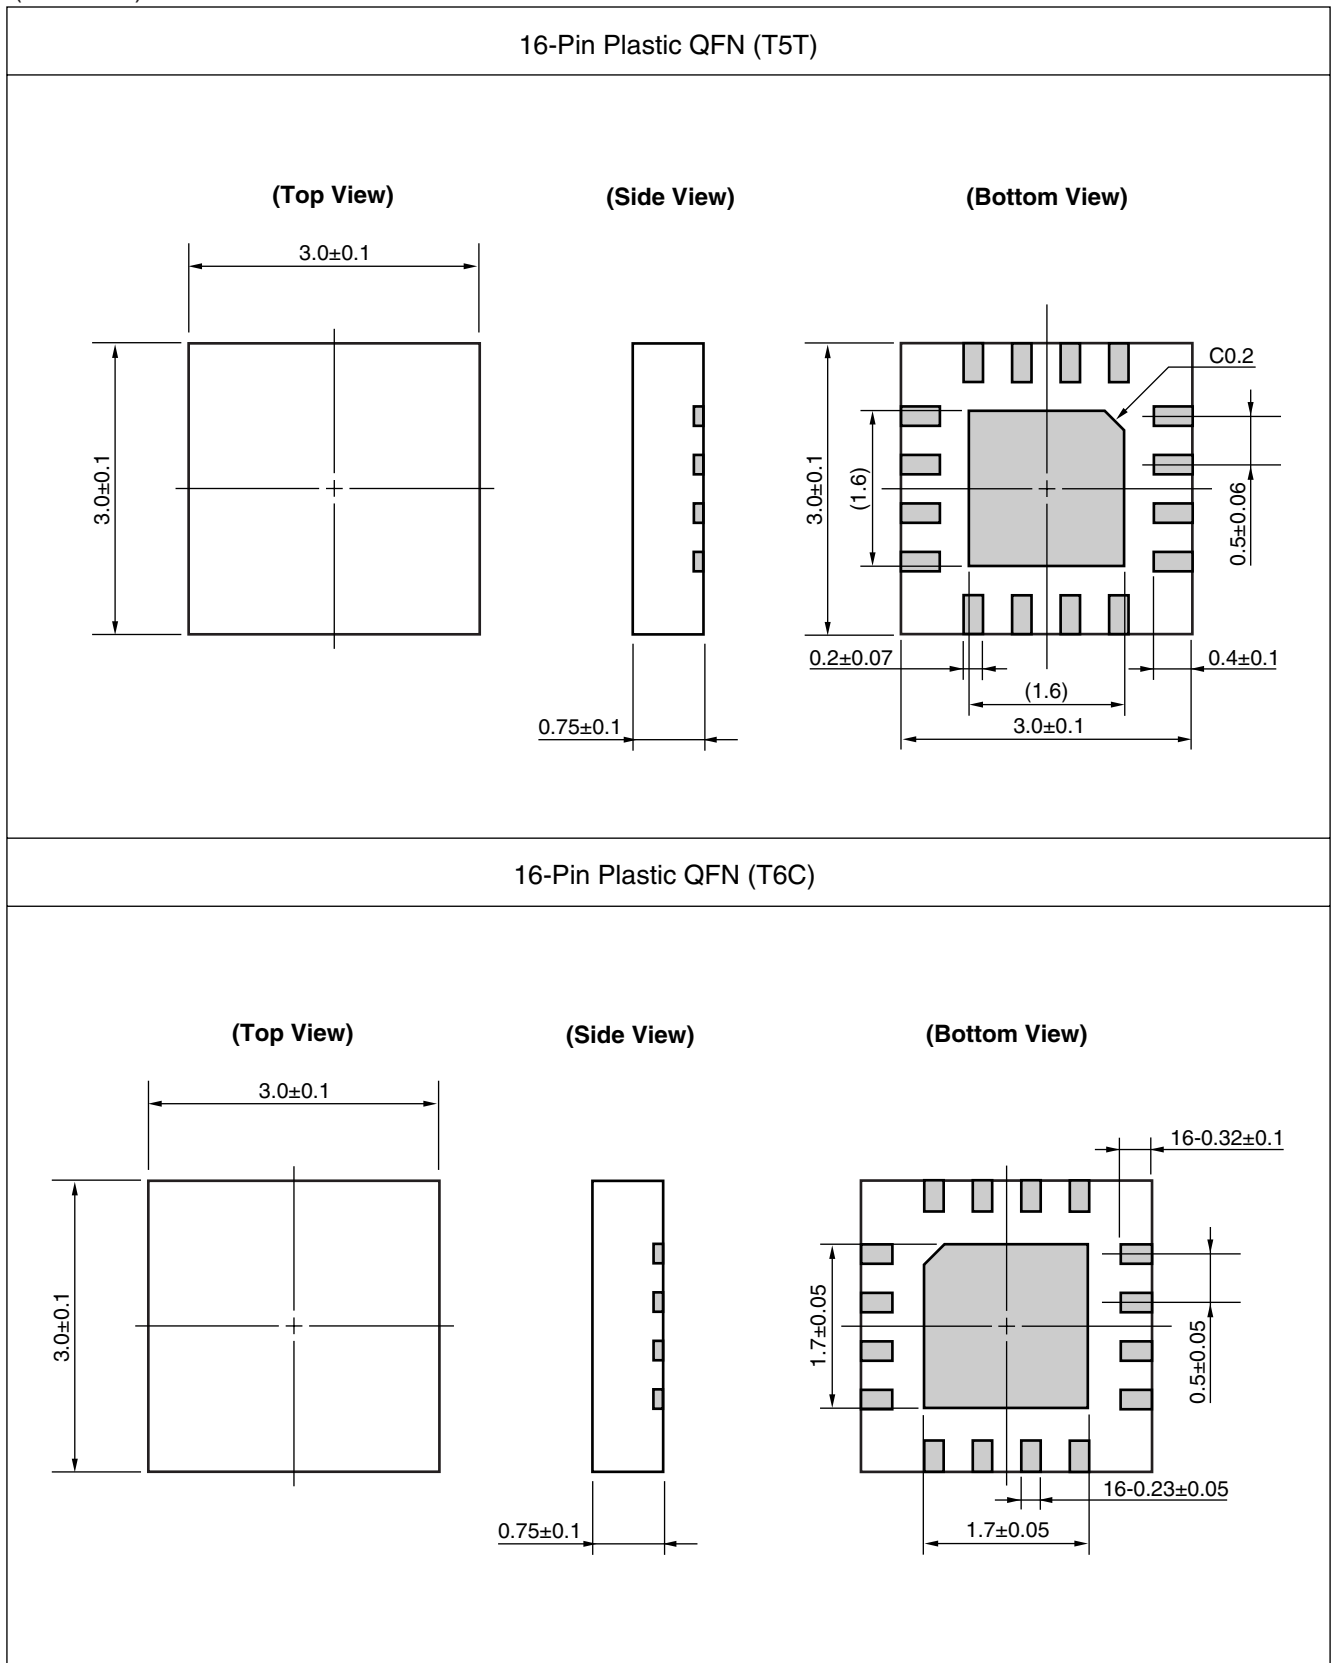 16-Pin Plastic QFN (T5T)
(Top View)
(Side View)
(Bottom View)
3.0±0.1
3.0±0.1
0.75±0.1
C0.2
3.0±0.1
(1.6)
0.5±0.06
0.2±0.07
0.4±0.1
(1.6)
3.0±0.1
16-Pin Plastic QFN (T6C)
(Top View)
(Side View)
(Bottom View)
3.0±0.1
3.0±0.1
0.75±0.1
16-0.32±0.1
1.7±0.05
0.5±0.05
16-0.23±0.05
1.7±0.05